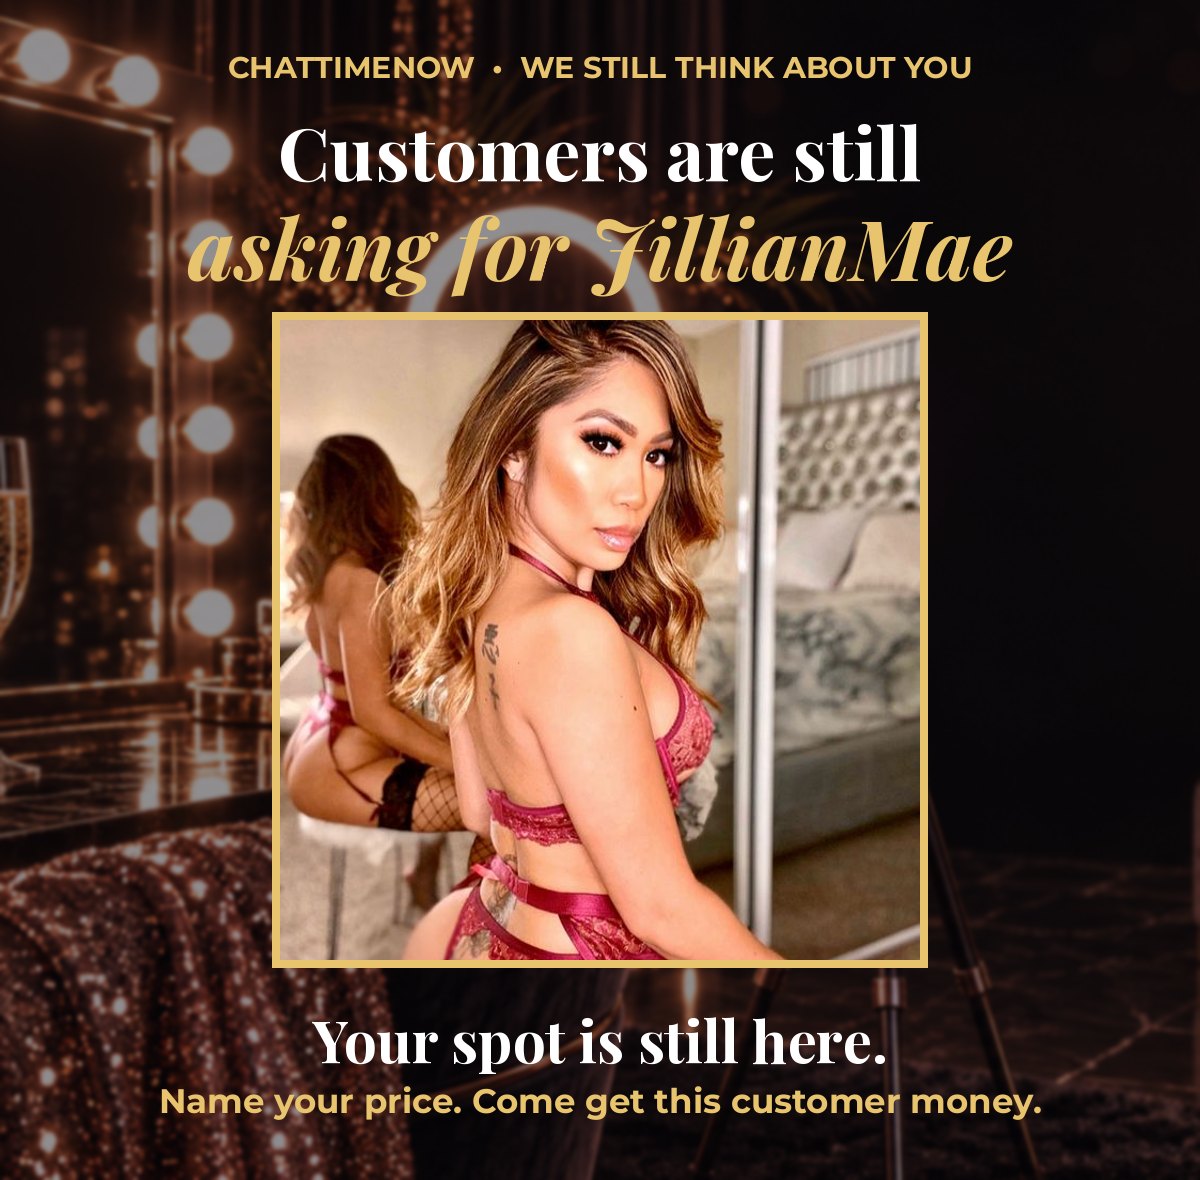 CHATTIMENOW • WE STILL THINK ABOUT YOU
Customers are still
asking for JillianMae
Your spot is still here.
Name your price. Come get this customer money.